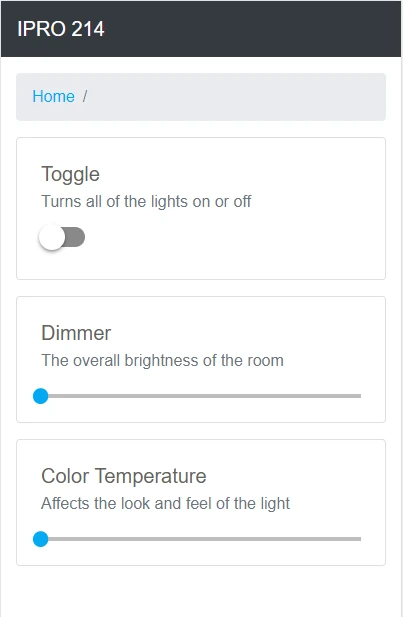 IPRO 214
Home /
Toggle
Turns all of the lights on or off
Dimmer
The overall brightness of the room
Color Temperature
Affects the look and feel of the light